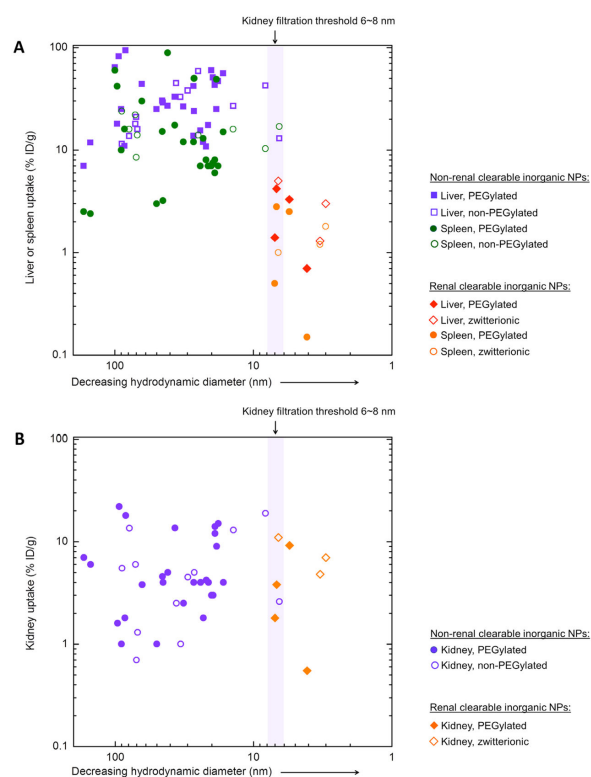 Kidney filtration threshold 6~8 nm
A
100
10
1
0.1
Liver or spleen uptake (% ID/g)
100
10
1
Decreasing hydrodynamic diameter (nm)
Non-renal clearable inorganic NPs:
Liver, PEGylated
Liver, non-PEGylated
Spleen, PEGylated
Spleen, non-PEGylated
Renal clearable inorganic NPs:
Liver, PEGylated
Liver, zwitterionic
Spleen, PEGylated
Spleen, zwitterionic
Kidney filtration threshold 6~8 nm
B
100
10
1
0.1
Kidney uptake (% ID/g)
100
10
1
Decreasing hydrodynamic diameter (nm)
Non-renal clearable inorganic NPs:
Kidney, PEGylated
Kidney, non-PEGylated
Renal clearable inorganic NPs:
Kidney, PEGylated
Kidney, zwitterionic